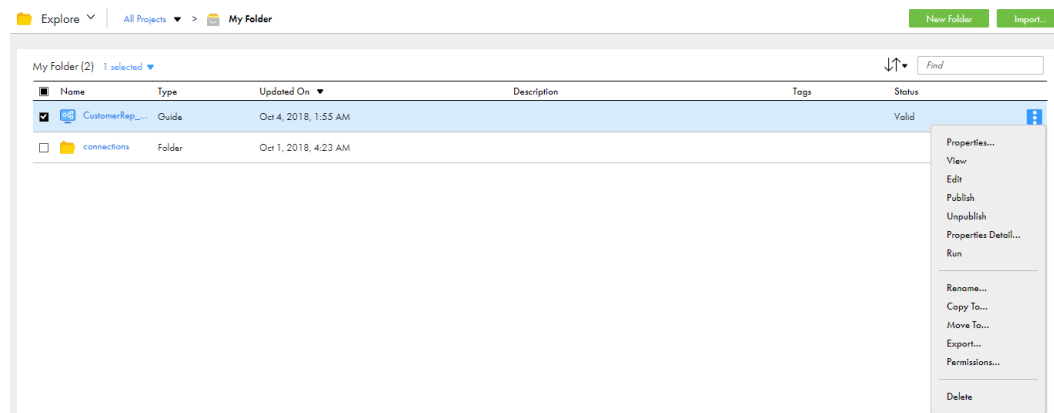 Explore All Projects > My Folder New Folder Import...
My Folder (2) 1 selected Find
Name Type Updated On Description Tags Status
CustomerRep_... Guide Oct 4, 2018, 1:55 AM Valid
connections Folder Oct 1, 2018, 4:23 AM
Properties...
View
Edit
Publish
Unpublish
Properties Detail...
Run
Rename...
Copy To...
Move To...
Export...
Permissions...
Delete